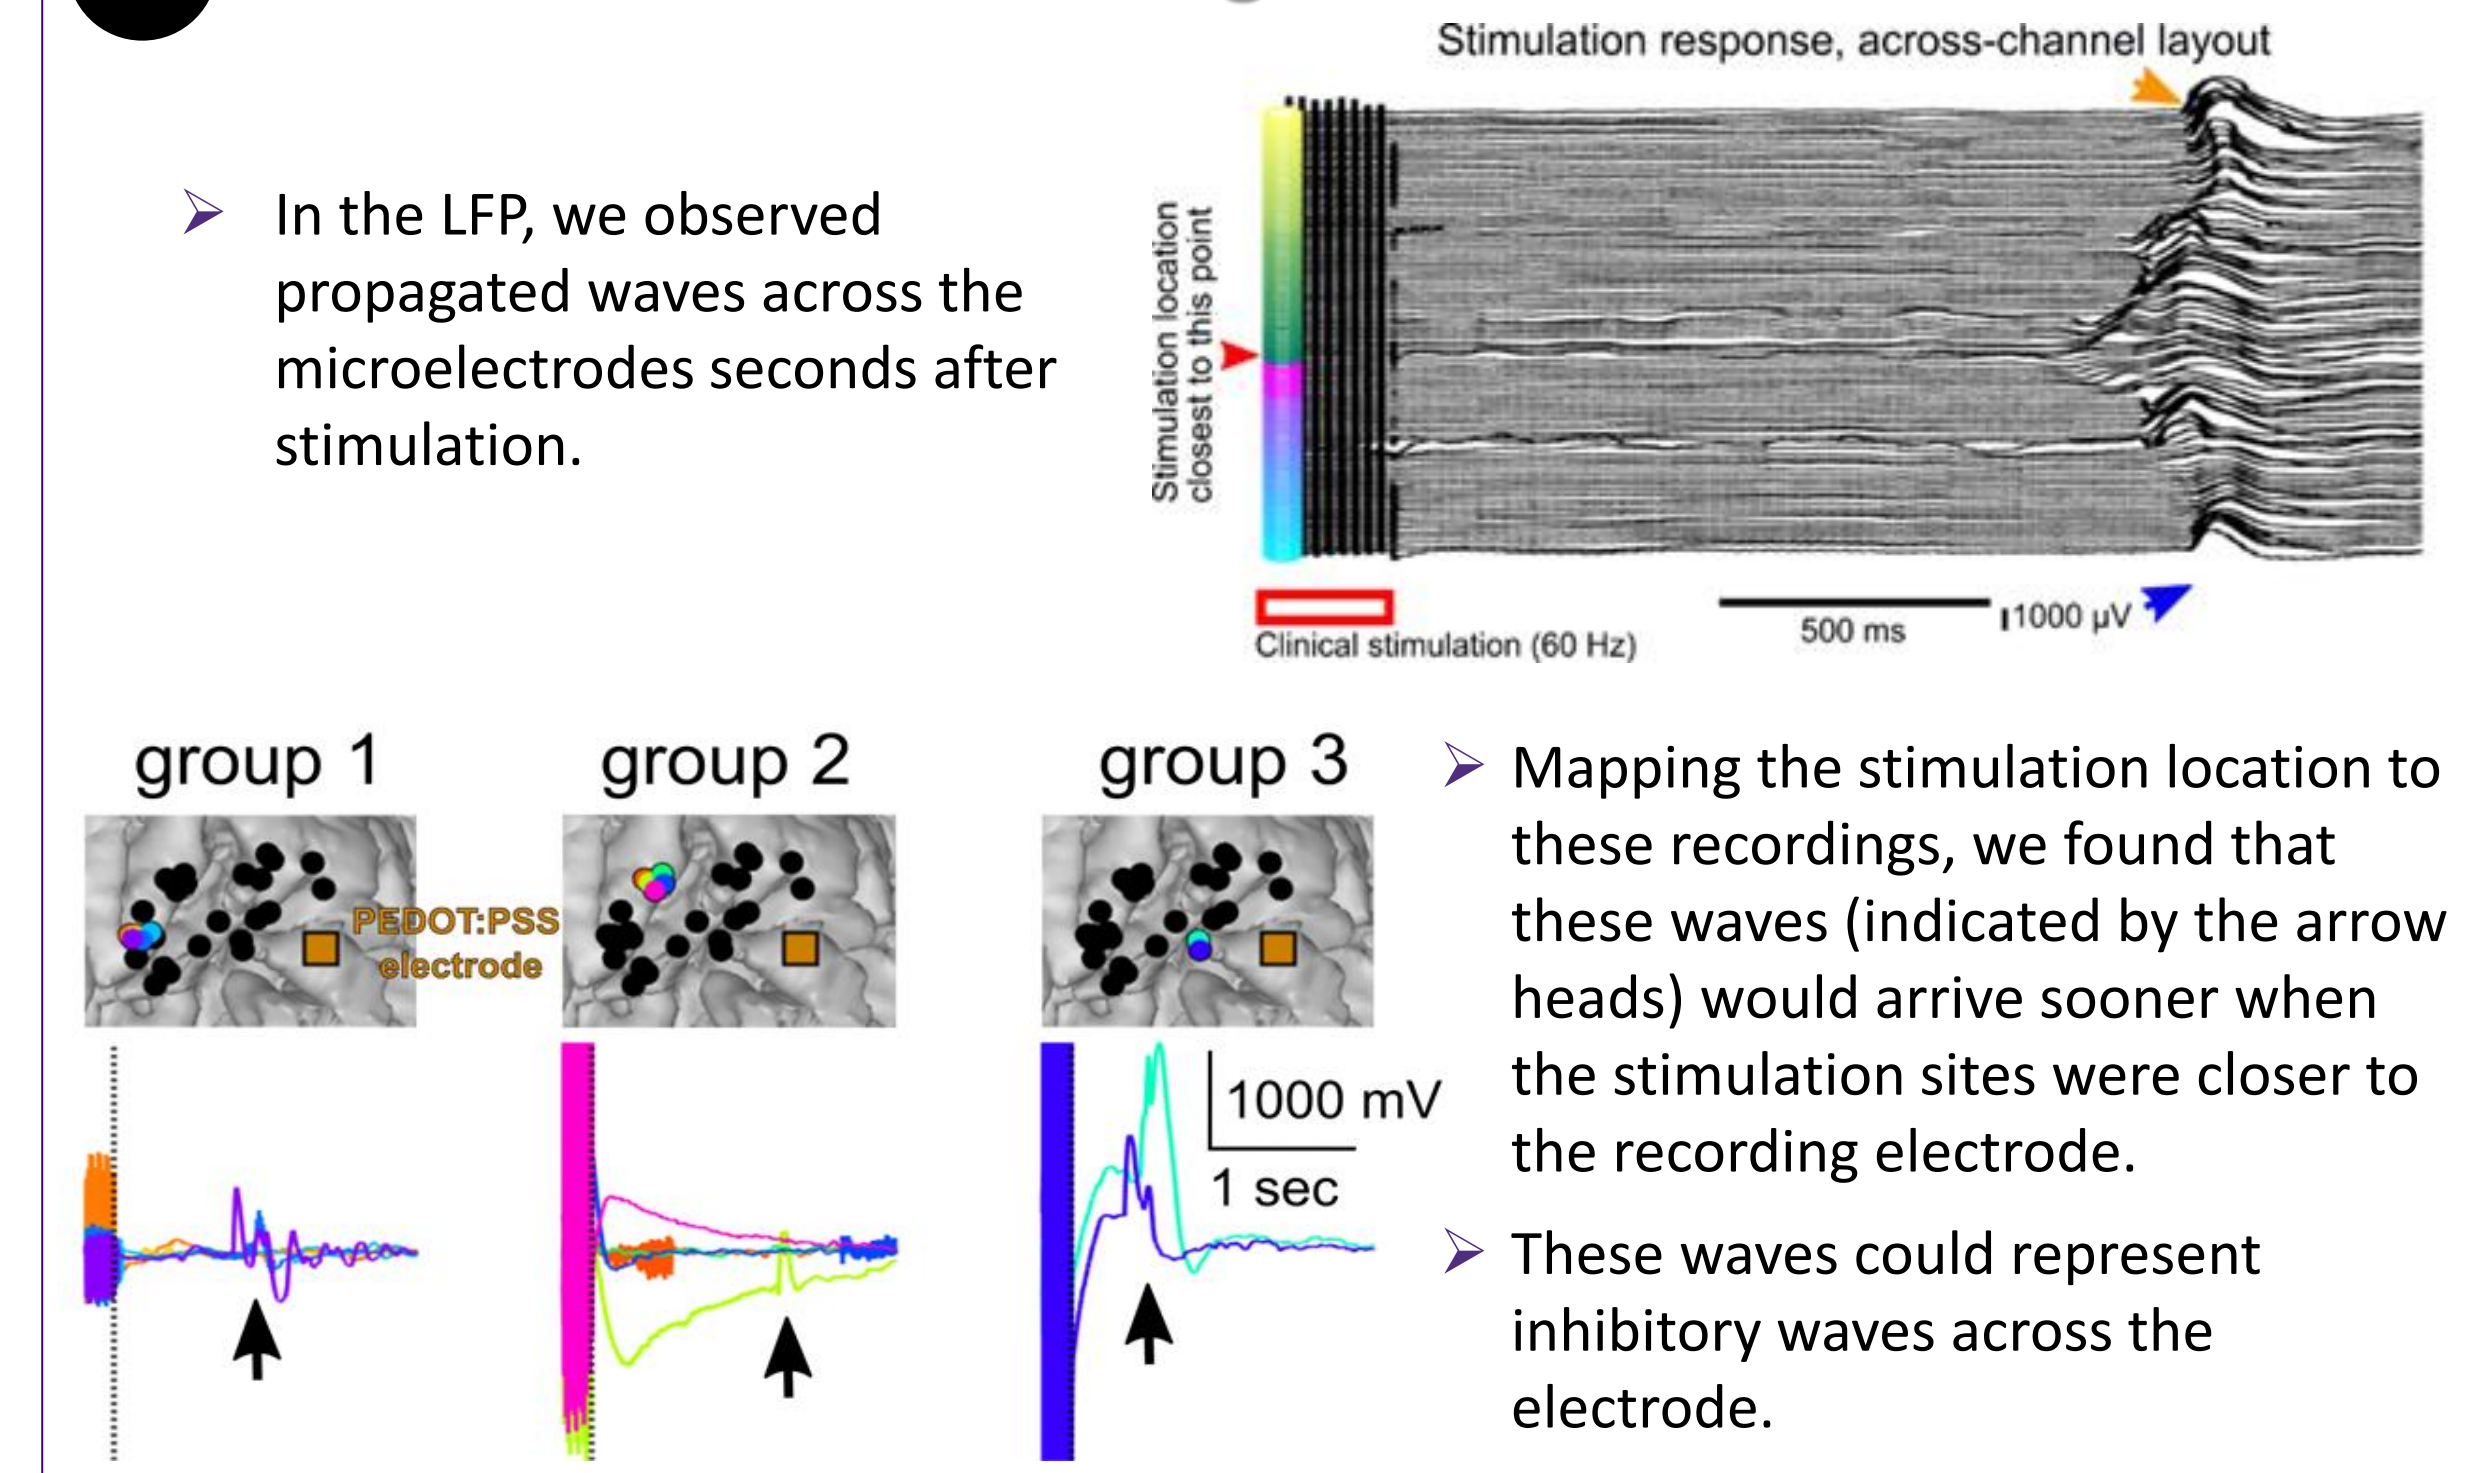 Stimulation response, across-channel layout
In the LFP, we observed
propagated waves across the
microelectrodes seconds after
stimulation.
Stimulation location
closest to this point
500 ms
1000 µV
Clinical stimulation (60 Hz)
group 1
group 2
group 3
PEDOT:PSS
electrode
1000 mV
1 sec
Mapping the stimulation location to
these recordings, we found that
these waves (indicated by the arrow
heads) would arrive sooner when
the stimulation sites were closer to
the recording electrode.
These waves could represent
inhibitory waves across the
electrode.